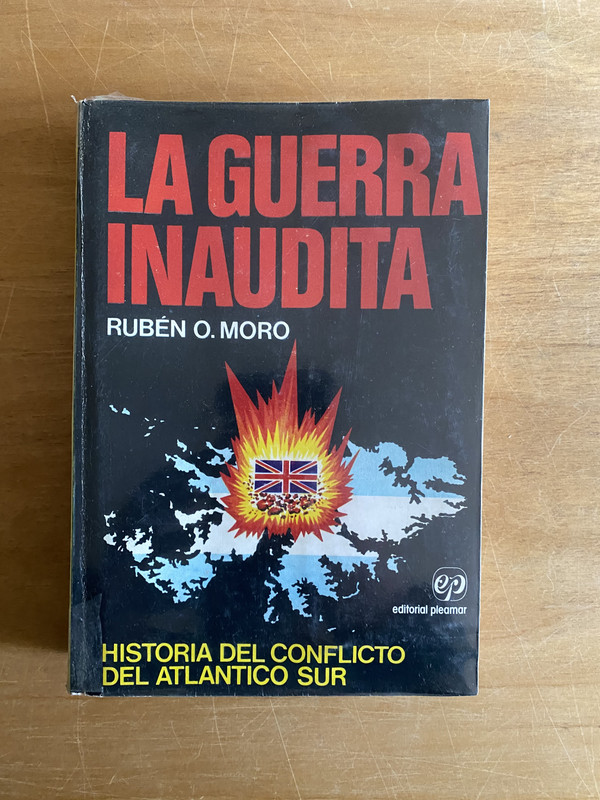 LA GUERRA
INAUDITA
RUBÉN O. MORO
ep
editorial pleamar
HISTORIA DEL CONFLICTO
DEL ATLANTICO SUR